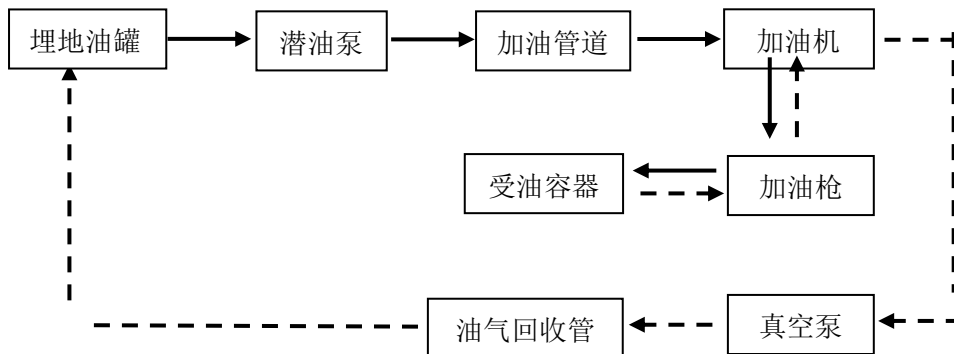 埋地油罐
潜油泵
加油管道
加油机
受油容器
加油枪
油气回收管
真空泵